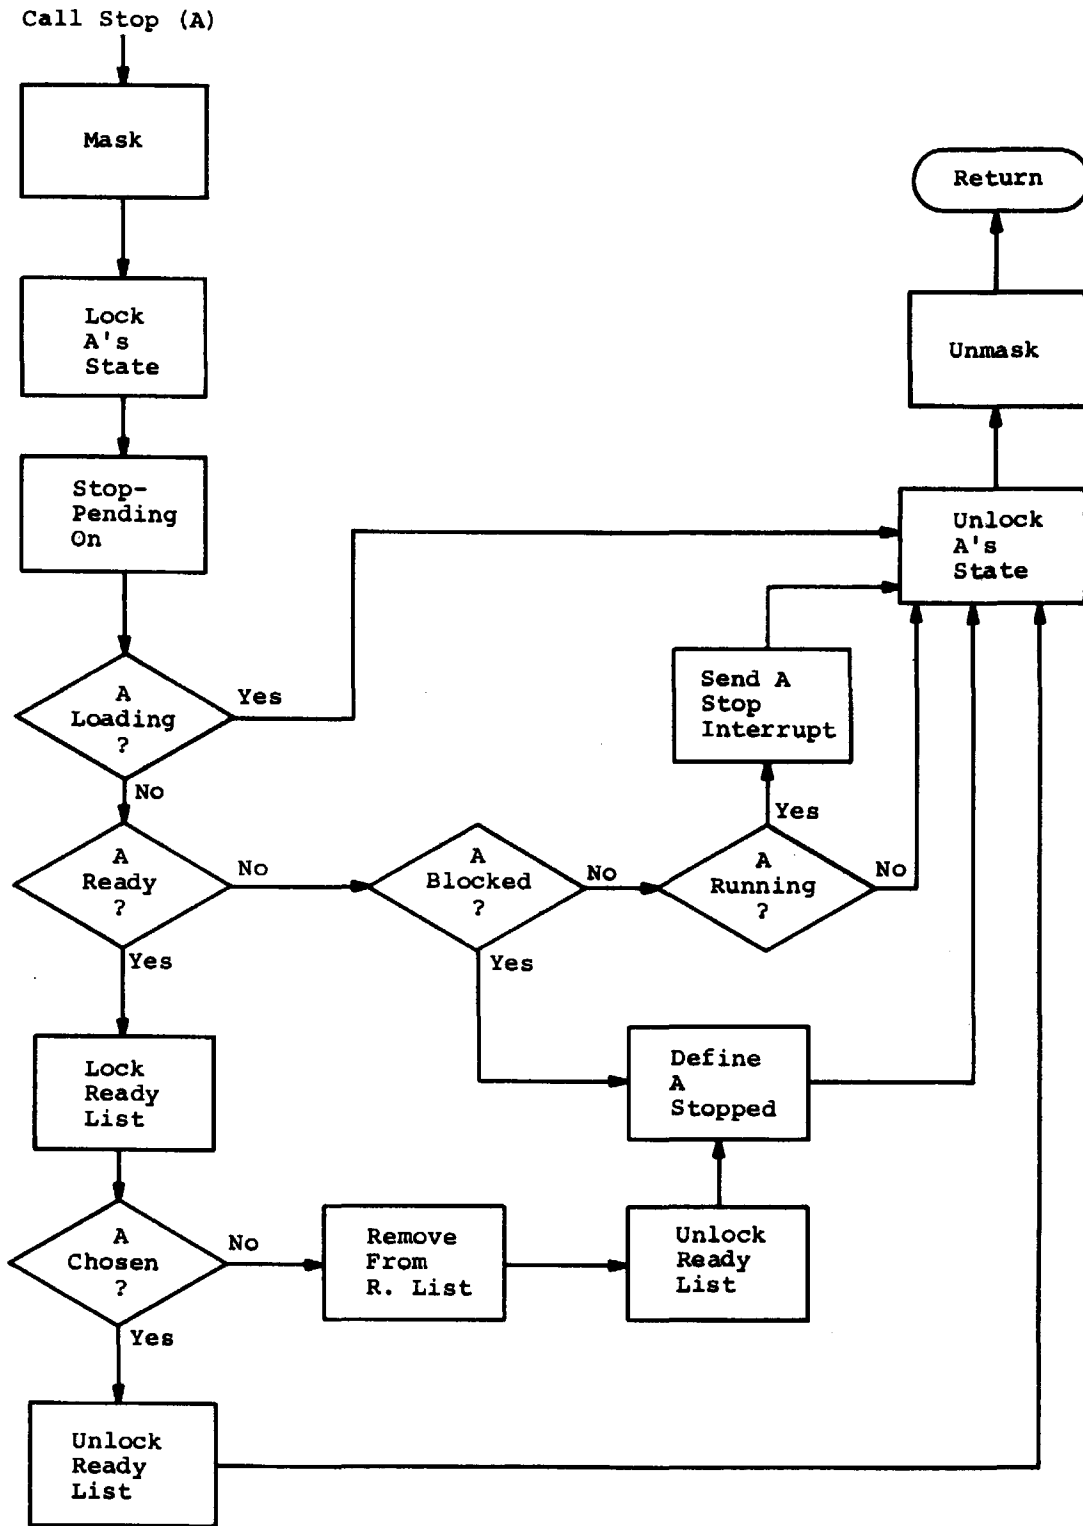 Call Stop (A)
Mask
Lock
A's
State
Stop-
Pending
On
A
Loading
?
Yes
No
A
Ready
?
No
Yes
A
Blocked
?
No
Yes
A
Running
?
Yes
No
Send A
Stop
Interrupt
Return
Unmask
Unlock
A's
State
Lock
Ready
List
Define
A
Stopped
A
Chosen
?
No
Yes
Remove
From
R. List
Unlock
Ready
List
Unlock
Ready
List